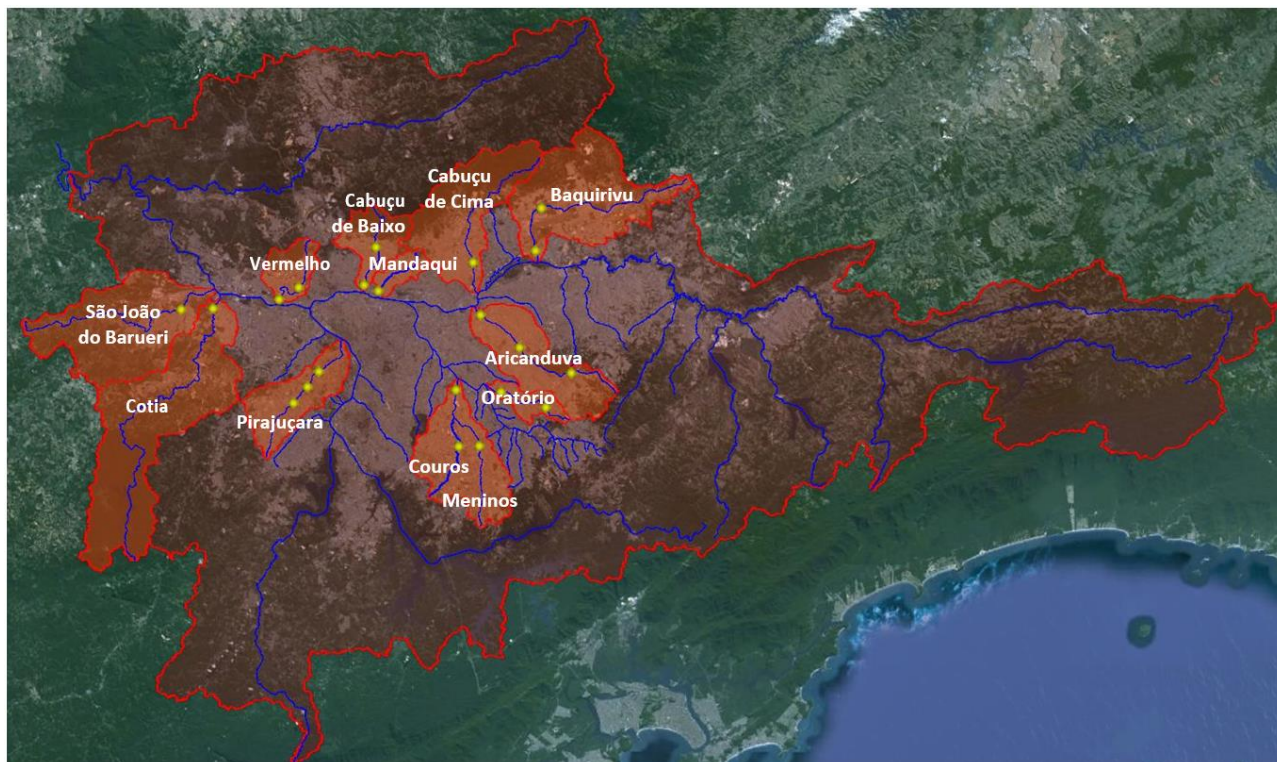 Cabuçu
de Cima
Baquirivu
Cabuçu
de Baixo
Vermelho
Mandaqui
São João
do Barueri
Aricanduva
Cotia
Oratório
Pirajuçara
Couros
Meninos